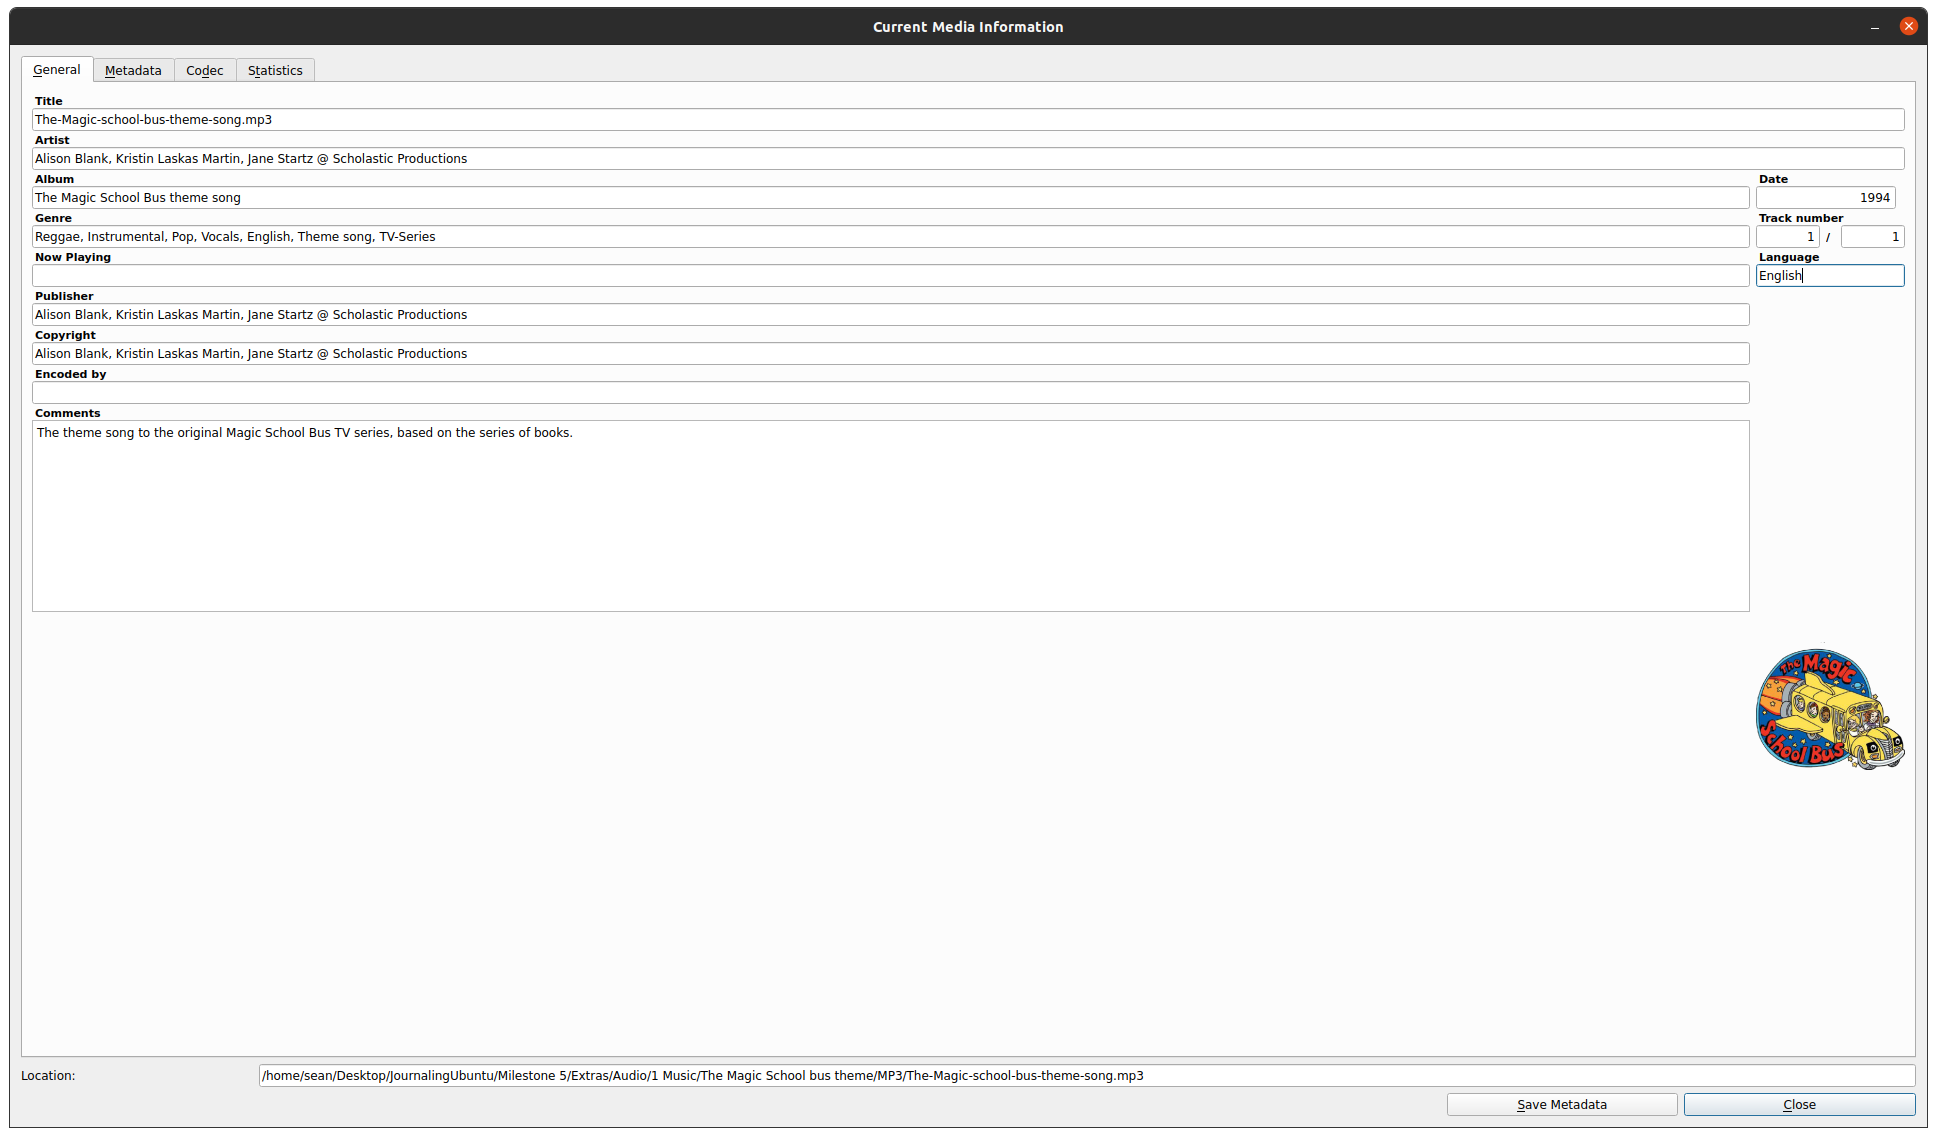 Current Media Information
General Metadata Codec Statistics
Title
The-Magic-school-bus-theme-song.mp3
Artist
Alison Blank, Kristin Laskas Martin, Jane Startz @ Scholastic Productions
Album
The Magic School Bus theme song
Date
1994
Genre
Reggae, Instrumental, Pop, Vocals, English, Theme song, TV-Series
Track number
1 / 1
Now Playing
Language
English
Publisher
Alison Blank, Kristin Laskas Martin, Jane Startz @ Scholastic Productions
Copyright
Alison Blank, Kristin Laskas Martin, Jane Startz @ Scholastic Productions
Encoded by
Comments
The theme song to the original Magic School Bus TV series, based on the series of books.
The Magic
School Bus
Location: /home/sean/Desktop/JournalingUbuntu/Milestone 5/Extras/Audio/1 Music/The Magic School bus theme/MP3/The-Magic-school-bus-theme-song.mp3
Save Metadata Close